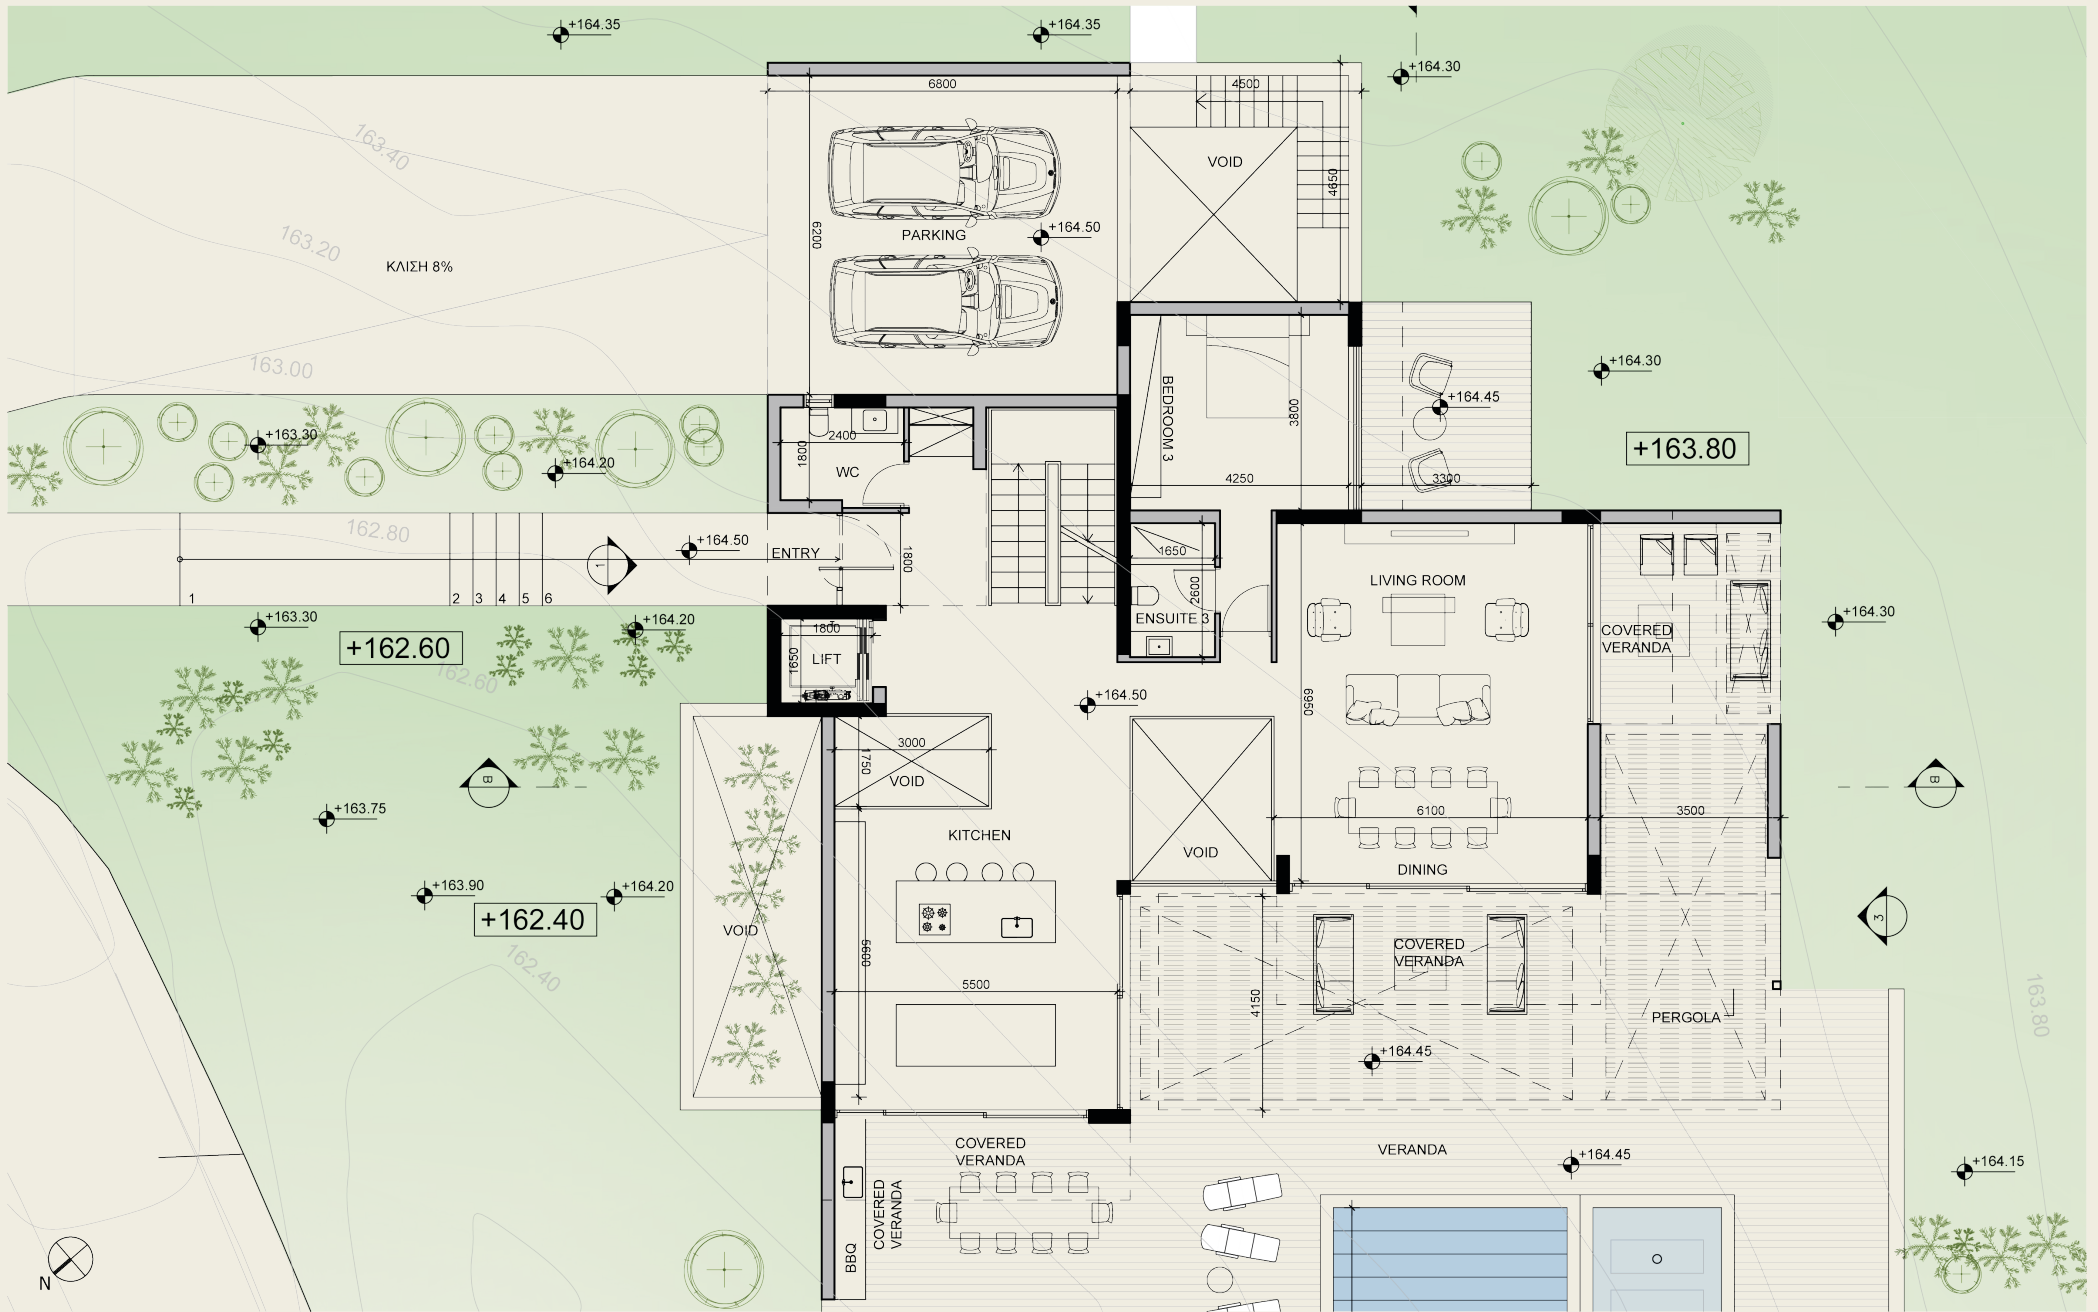 +164.35
+164.35
+164.30
6800
4500
163.40
VOID
4650
6200
PARKING
+164.50
163.20
ΚΛΙΣΗ 8%
163.00
+164.30
+164.45
BEDROOM 3
3800
+163.30
2400
1800
WC
+163.80
+164.20
4250
3300
162.80
+164.50
ENTRY
1800
1650
2600
ENSUITE 3
LIVING ROOM
1
1
2
3
4
5
6
+163.30
+164.20
+164.30
COVERED
VERANDA
+162.60
162.60
1800
1650
LIFT
+164.50
6950
3000
1750
VOID
B
B
+163.75
6100
3500
KITCHEN
VOID
DINING
+163.90
+164.20
+162.40
VOID
3
162.40
5600
5500
COVERED
VERANDA
4150
PERGOLA
163.80
+164.45
COVERED
VERANDA
VERANDA
+164.45
+164.15
COVERED
VERANDA
BBQ
N